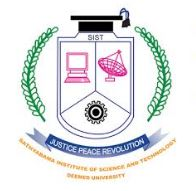 SIST
JUSTICE PEACE REVOLUTION
SATHYABAMA INSTITUTE OF SCIENCE AND TECHNOLOGY
DEEMED UNIVERSITY